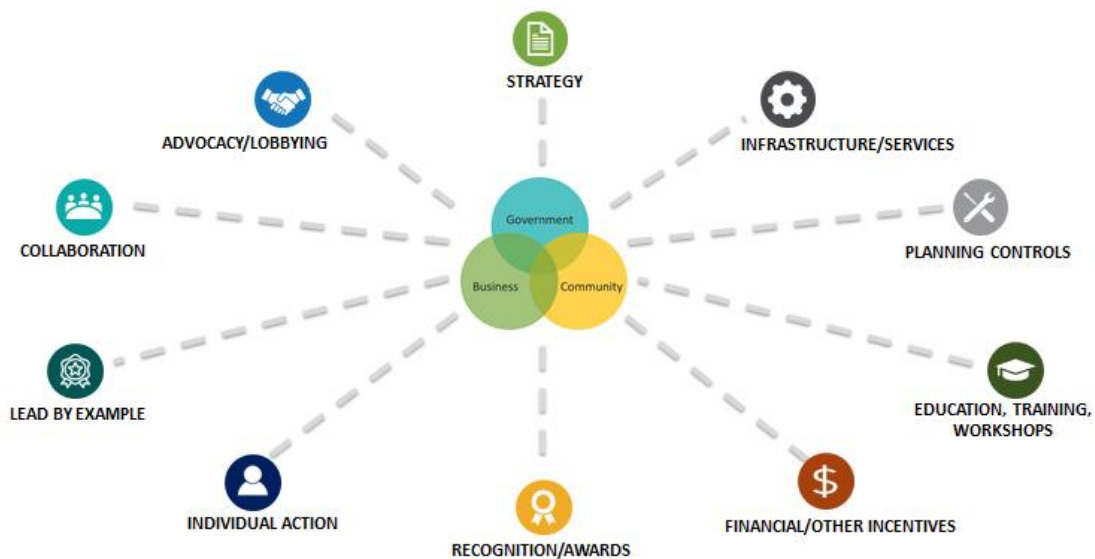 STRATEGY
ADVOCACY/LOBBYING
INFRASTRUCTURE/SERVICES
COLLABORATION
Government
PLANNING CONTROLS
Business
Community
LEAD BY EXAMPLE
EDUCATION, TRAINING,
WORKSHOPS
INDIVIDUAL ACTION
FINANCIAL/OTHER INCENTIVES
RECOGNITION/AWARDS